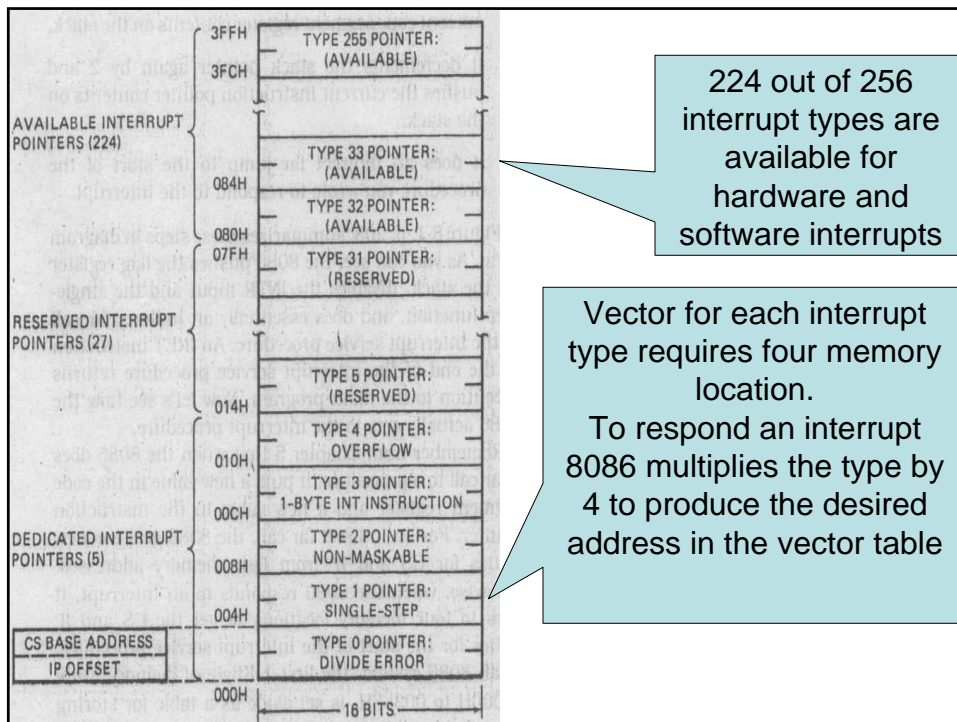 3FFH
TYPE 255 POINTER:
(AVAILABLE)
3FCH
AVAILABLE INTERRUPT
POINTERS (224)
TYPE 33 POINTER:
(AVAILABLE)
084H
TYPE 32 POINTER:
(AVAILABLE)
080H
07FH
TYPE 31 POINTER:
(RESERVED)
RESERVED INTERRUPT
POINTERS (27)
TYPE 5 POINTER:
(RESERVED)
014H
TYPE 4 POINTER:
OVERFLOW
010H
TYPE 3 POINTER:
1-BYTE INT INSTRUCTION
00CH
DEDICATED INTERRUPT
POINTERS (5)
TYPE 2 POINTER:
NON-MASKABLE
008H
TYPE 1 POINTER:
SINGLE-STEP
004H
CS BASE ADDRESS
IP OFFSET
TYPE 0 POINTER:
DIVIDE ERROR
000H
16 BITS
224 out of 256
interrupt types are
available for
hardware and
software interrupts
Vector for each interrupt
type requires four memory
location.
To respond an interrupt
8086 multiplies the type by
4 to produce the desired
address in the vector table